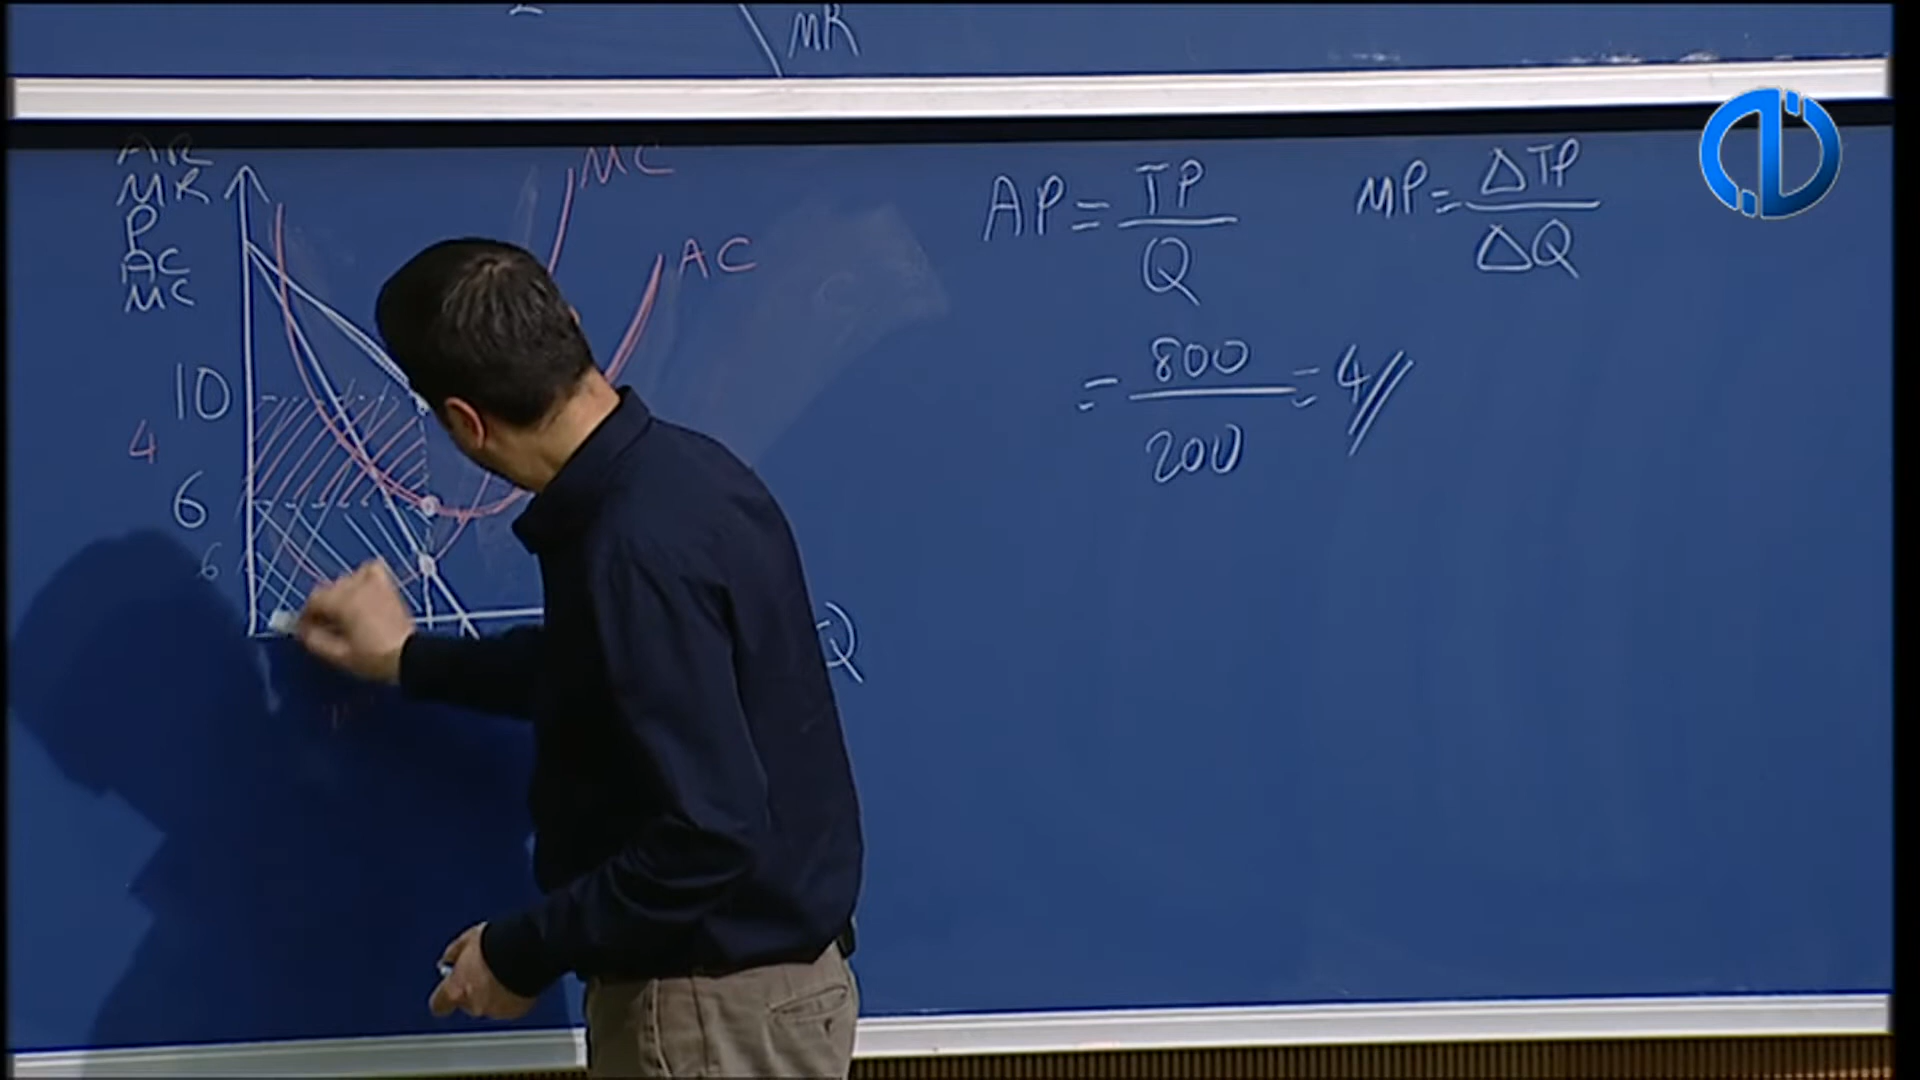 MR
AR
MR
P
AC
MC
MC
AC
10
4
6
6
Q
AP = TP / Q
MP = ΔTP / ΔQ
= 800 / 200 = 4 //